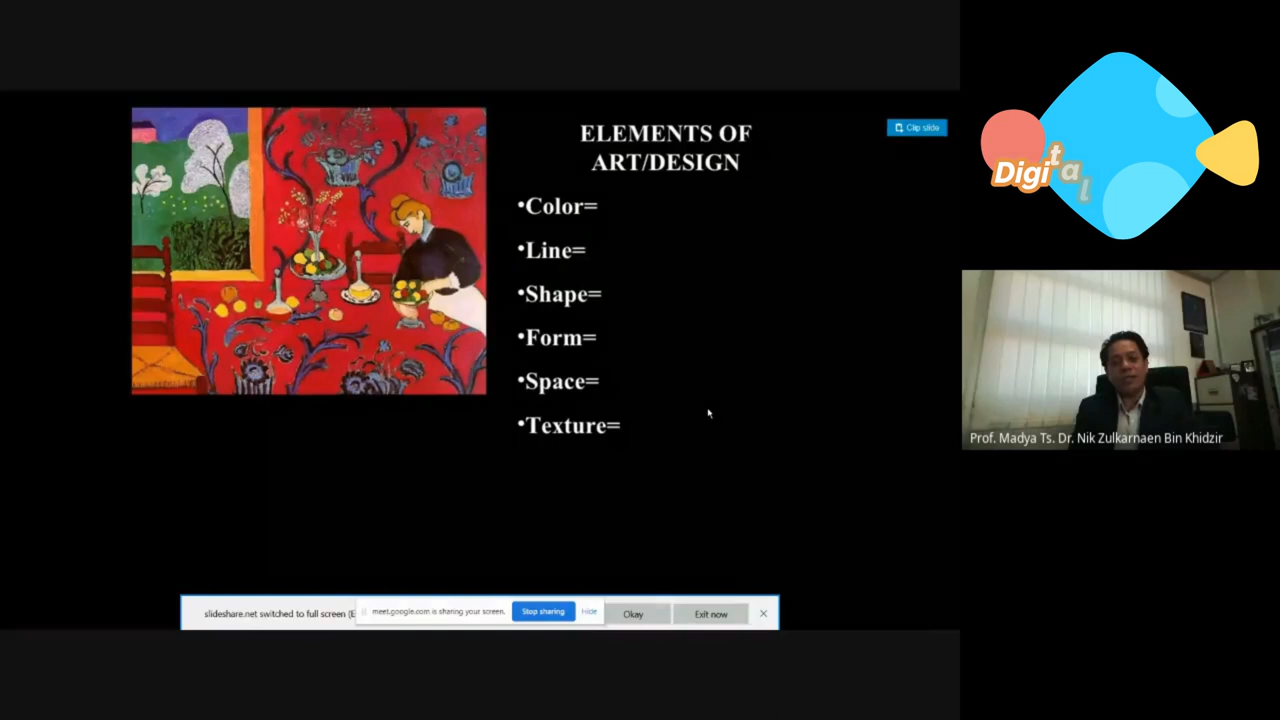 ELEMENTS OF
ART/DESIGN
•Color=
•Line=
•Shape=
•Form=
•Space=
•Texture=
Clip slide
Digital
Prof. Madya Ts. Dr. Nik Zulkarnaen Bin Khidzir
slideshare.net switched to full screen (E
meet.google.com is sharing your screen.
Stop sharing
Hide
Okay
Exit now